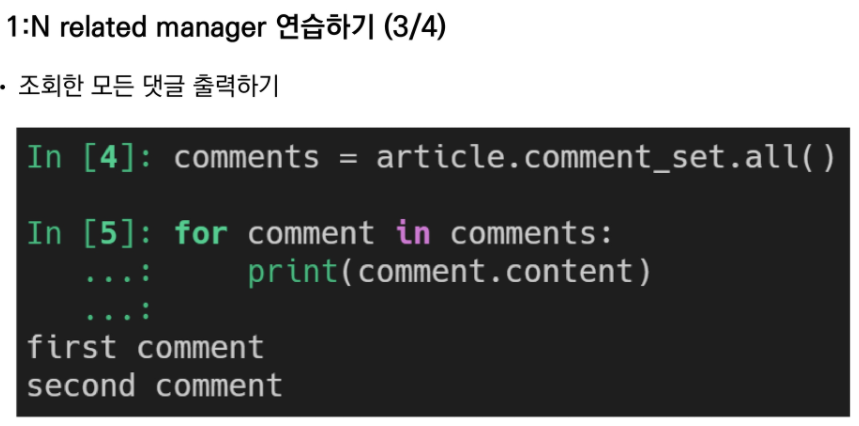 1:N related manager 연습하기 (3/4)
• 조회한 모든 댓글 출력하기
In [4]: comments = article.comment_set.all()
In [5]: for comment in comments:
   ...:     print(comment.content)
   ...:
first comment
second comment